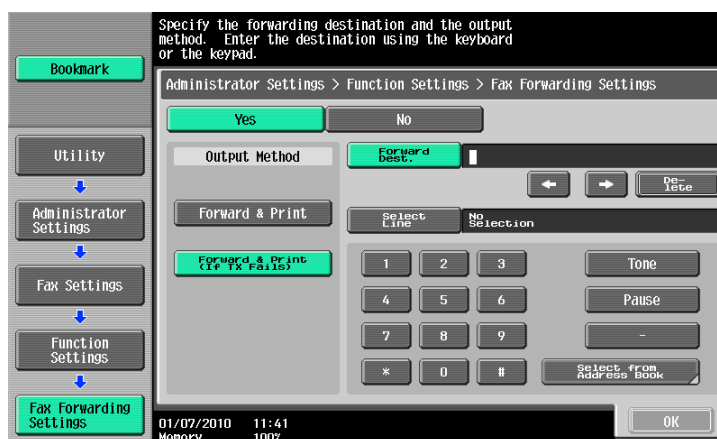 Specify the forwarding destination and the output
method. Enter the destination using the keyboard
or the keypad.
Bookmark
Administrator Settings > Function Settings > Fax Forwarding Settings
Yes
No
Utility
Administrator
Settings
Fax Settings
Function
Settings
Fax Forwarding
Settings
Output Method
Forward & Print
Forward & Print
(If TX Fails)
Forward
Dest.
De-
lete
Select
Line
No
Selection
1 2 3
Tone
4 5 6
Pause
7 8 9
-
* 0 #
Select from
Address Book
01/07/2010 11:41
Memory 100%
OK